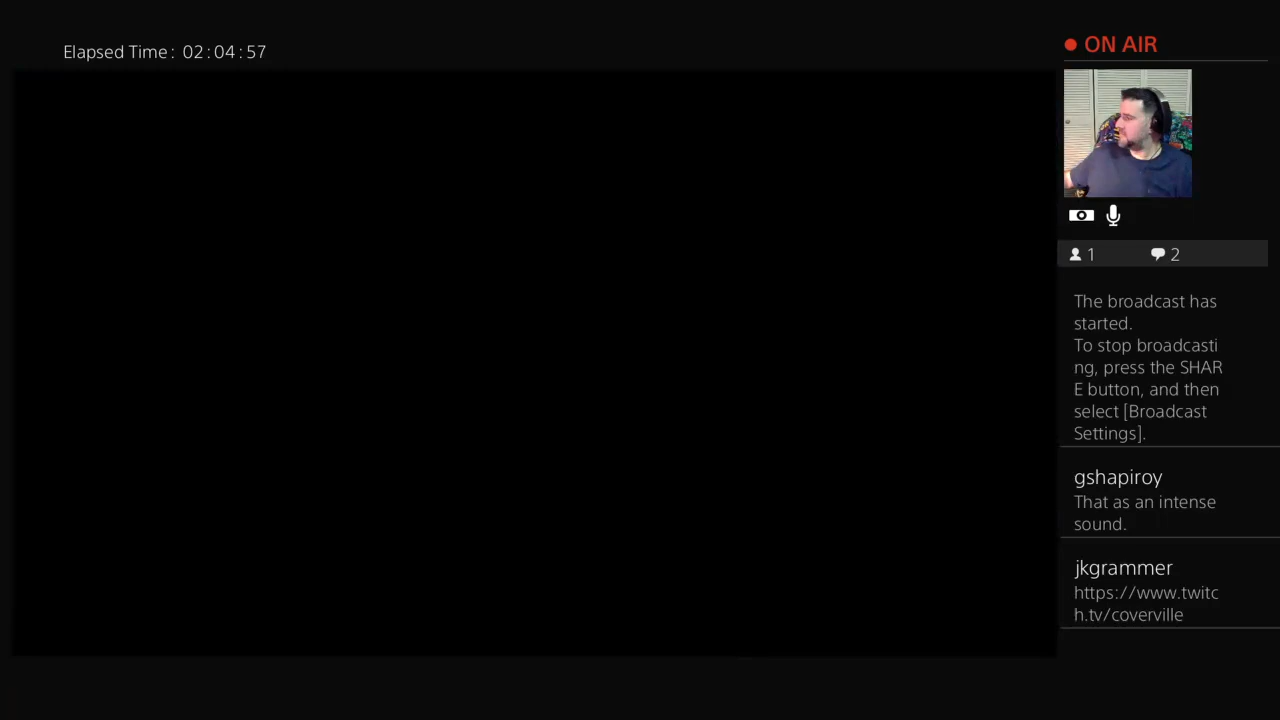 Elapsed Time: 02:04:57
ON AIR
1 2
The broadcast has
started.
To stop broadcasti
ng, press the SHAR
E button, and then
select [Broadcast
Settings].
gshapiroy
That as an intense
sound.
jkgrammer
https://www.twitc
h.tv/coverville